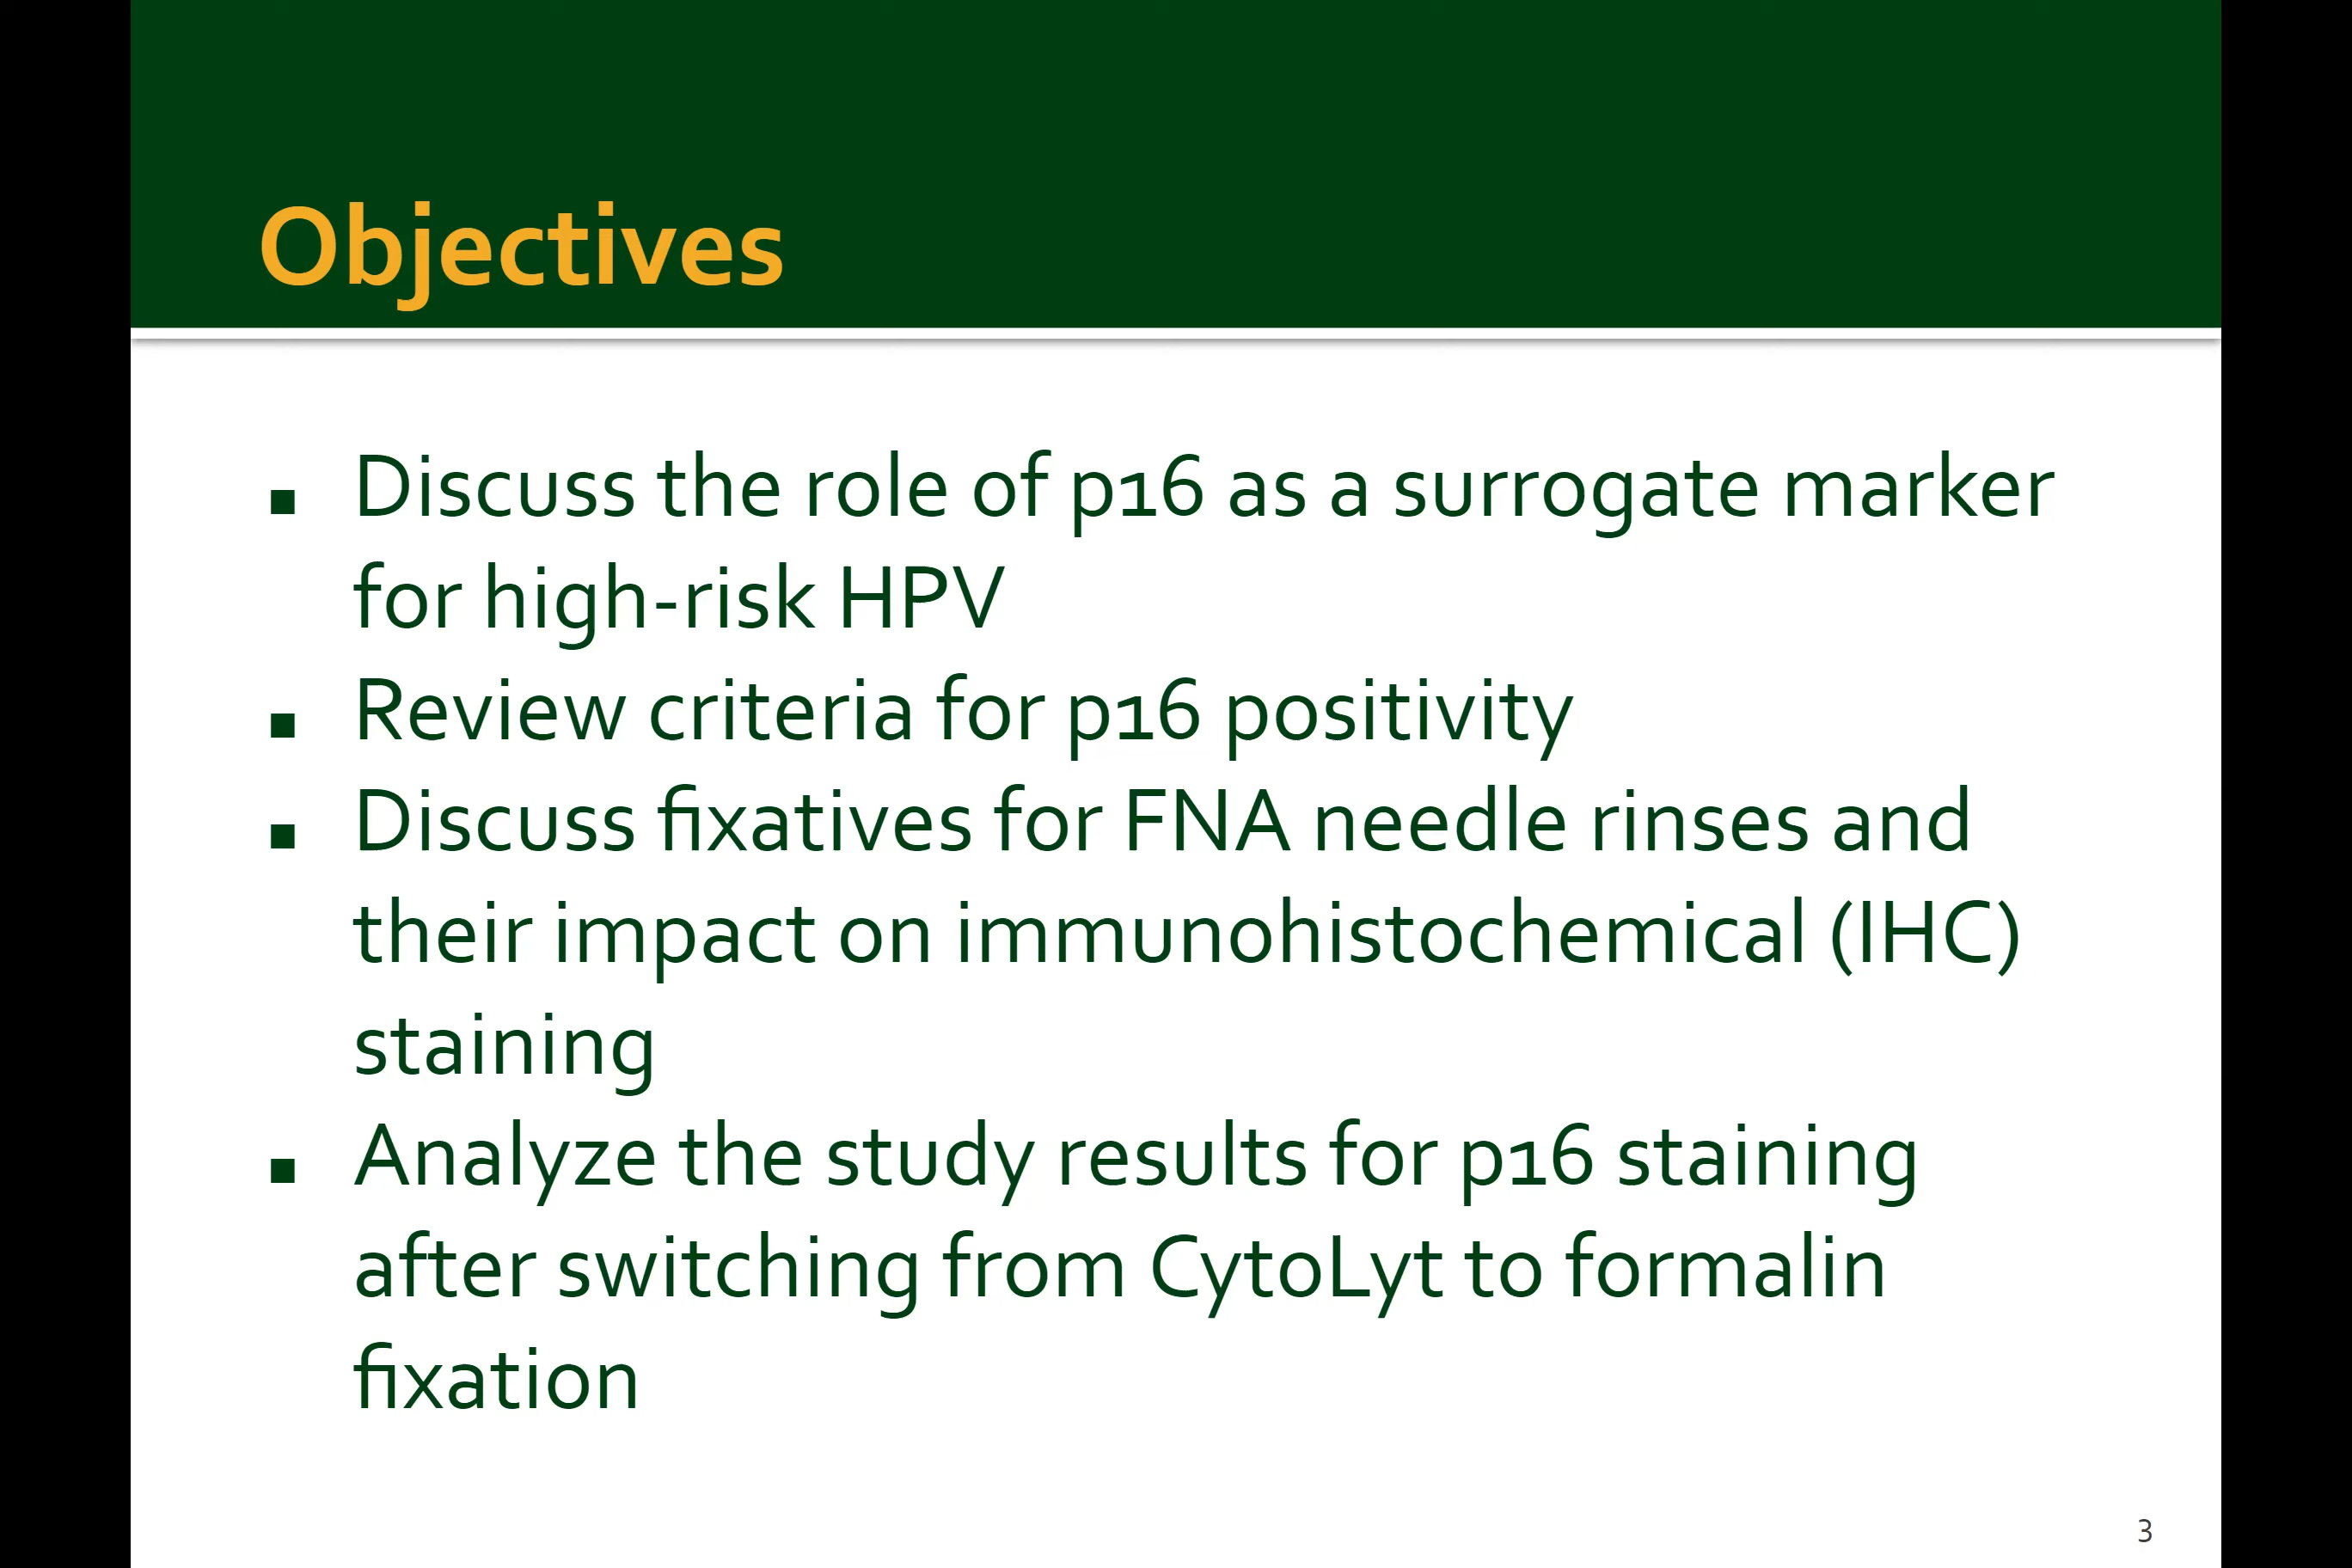 Objectives
▪ Discuss the role of p16 as a surrogate marker
for high-risk HPV
▪ Review criteria for p16 positivity
▪ Discuss fixatives for FNA needle rinses and
their impact on immunohistochemical (IHC)
staining
▪ Analyze the study results for p16 staining
after switching from CytoLyt to formalin
fixation
3